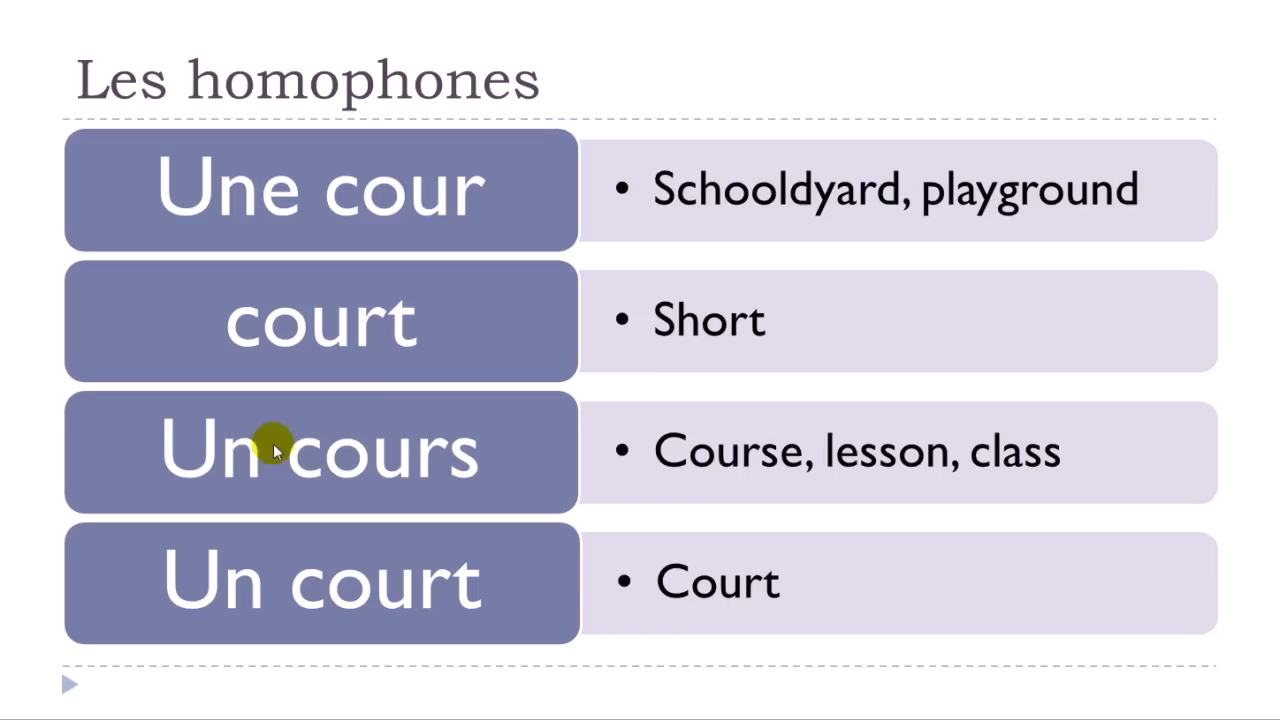 Les homophones
Une cour
• Schooldyard, playground
court
• Short
Un cours
• Course, lesson, class
Un court
• Court